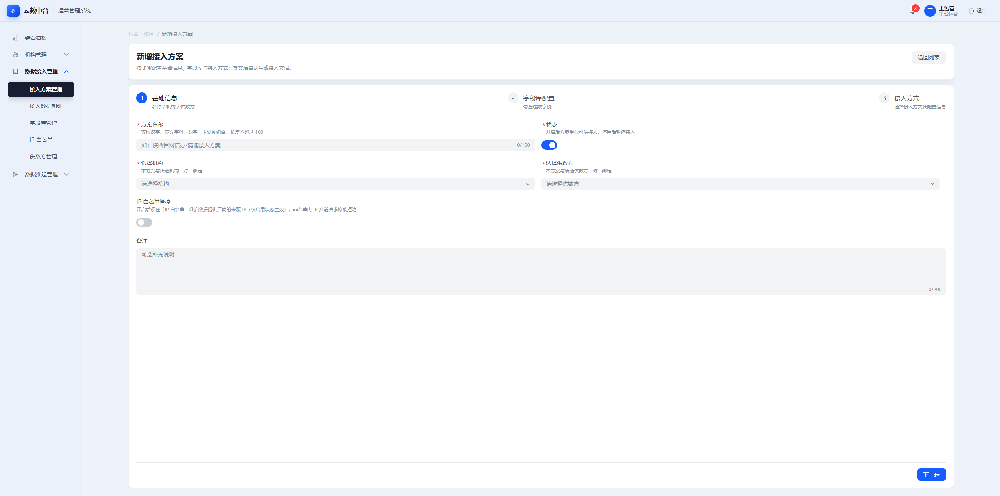 云数中台 运营管理系统
3 王 王运营 平台运营 退出
综合看板
机构管理
数据接入管理
接入方案管理
接入数据明细
字段库管理
IP 白名单
供数方管理
数据推送管理
运营工作台 / 新增接入方案
新增接入方案
返回列表
按步骤配置基础信息、字段库与接入方式；提交后自动生成接入文档。
1 基础信息
名称 / 机构 / 供数方
2 字段库配置
勾选送数字段
3 接入方式
选择接入方式及配置信息
* 方案名称
支持汉字、英文字母、数字、下划线组合，长度不超过 100
如：陕西省网信办-清博接入方案 0/100
* 状态
开启后方案生效可供接入；停用后暂停接入
* 选择机构
本方案与所选机构一对一绑定
请选择机构
* 选择供数方
本方案与所选供数方一对一绑定
请选择供数方
IP 白名单管控
开启后须在「IP 白名单」维护数据提供厂商的来源 IP（仅启用状态生效），非名单内 IP 推送请求将被拒绝
备注
可选补充说明
0/200
下一步